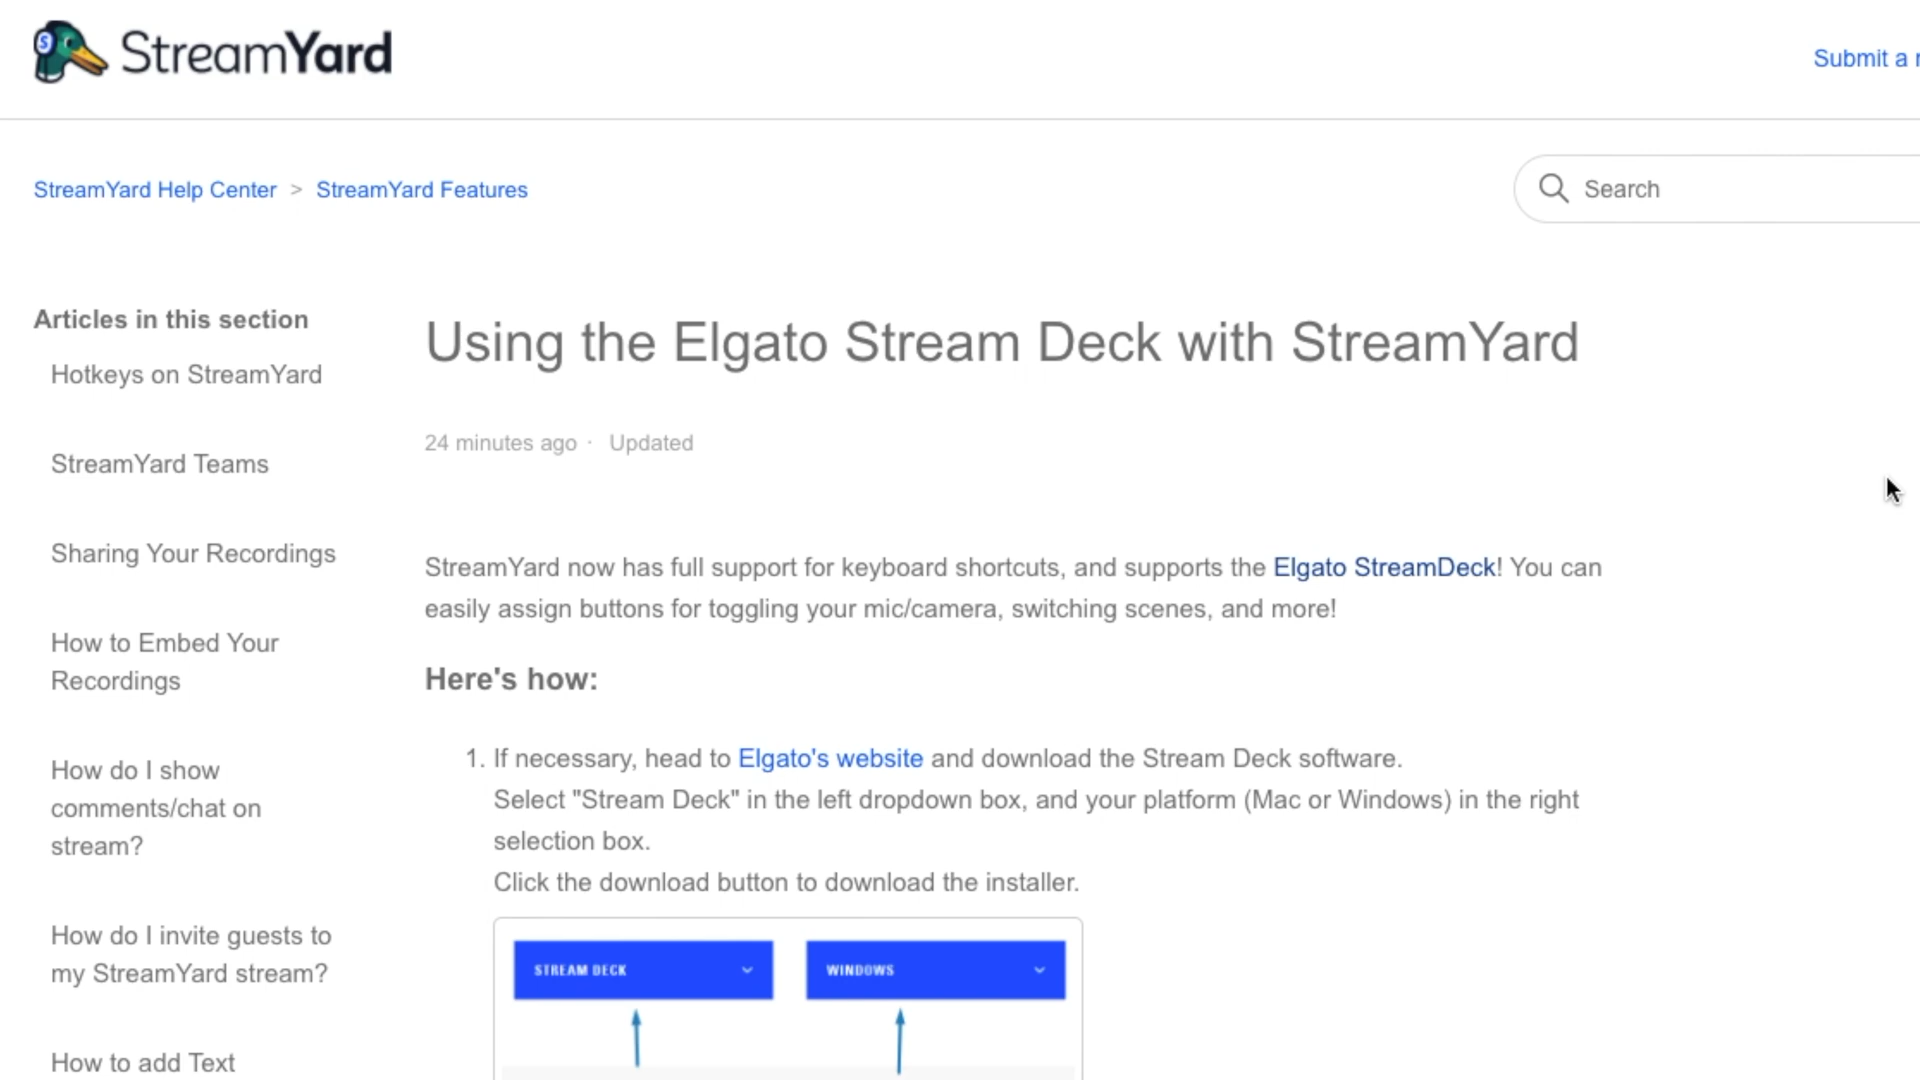 StreamYard
Submit a
StreamYard Help Center > StreamYard Features
Search
Articles in this section
Hotkeys on StreamYard
StreamYard Teams
Sharing Your Recordings
How to Embed Your
Recordings
How do I show
comments/chat on
stream?
How do I invite guests to
my StreamYard stream?
How to add Text
Using the Elgato Stream Deck with StreamYard
24 minutes ago · Updated
StreamYard now has full support for keyboard shortcuts, and supports the Elgato StreamDeck! You can
easily assign buttons for toggling your mic/camera, switching scenes, and more!
Here's how:
1. If necessary, head to Elgato's website and download the Stream Deck software.
Select "Stream Deck" in the left dropdown box, and your platform (Mac or Windows) in the right
selection box.
Click the download button to download the installer.
STREAM DECK
WINDOWS